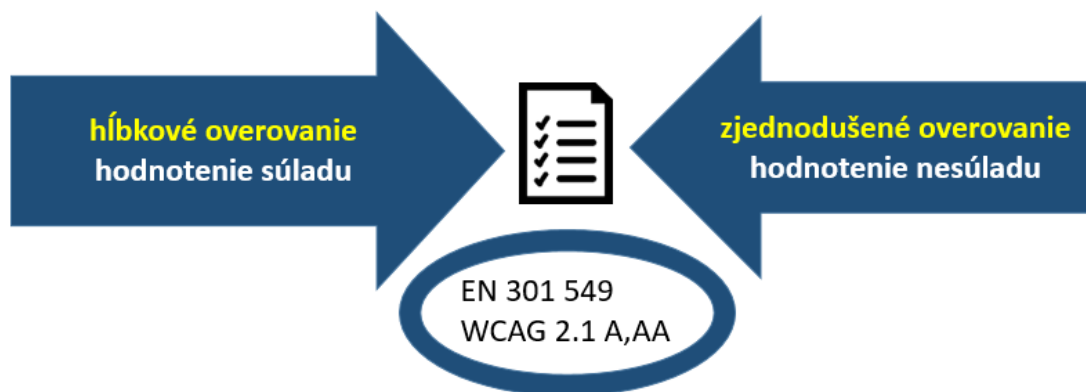 hĺbkové overovanie
hodnotenie súladu
zjednodušené overovanie
hodnotenie nesúladu
EN 301 549
WCAG 2.1 A,AA